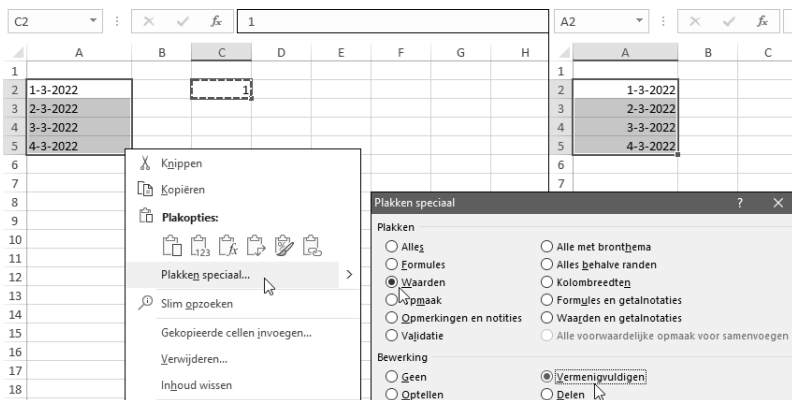 C2 fx 1
A B C D E F G H
1
2 1-3-2022 1
3 2-3-2022
4 3-3-2022
5 4-3-2022
6
7
8
9
10
11
12
13
14
15
16
17
18
Knippen
Kopiëren
Plakopties:
123 fx
Plakken speciaal... >
Slim opzoeken
Gekopieerde cellen invoegen...
Verwijderen...
Inhoud wissen
A2 fx
A B C
1
2 1-3-2022
3 2-3-2022
4 3-3-2022
5 4-3-2022
6
7
Plakken speciaal ? ×
Plakken
Alles Alle met bronthema
Formules Alles behalve randen
Waarden Kolombreedten
Opmaak Formules en getalnotaties
Opmerkingen en notities Waarden en getalnotaties
Validatie Alle voorwaardelijke opmaak voor samenvoegen
Bewerking
Geen Vermenigvuldigen
Optellen Delen